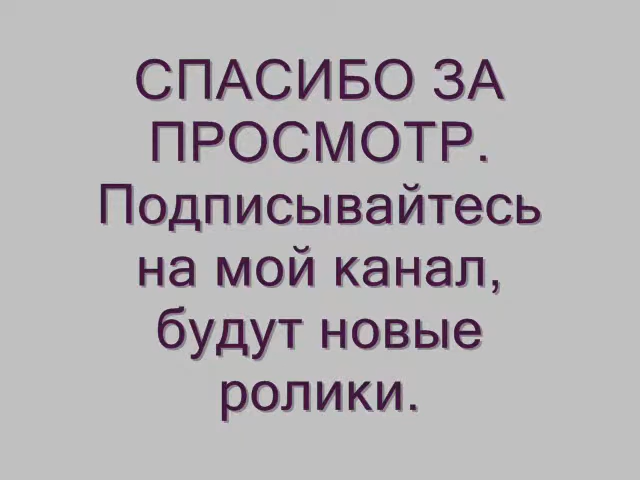 СПАСИБО ЗА
ПРОСМОТР.
Подписывайтесь
на мой канал,
будут новые
ролики.